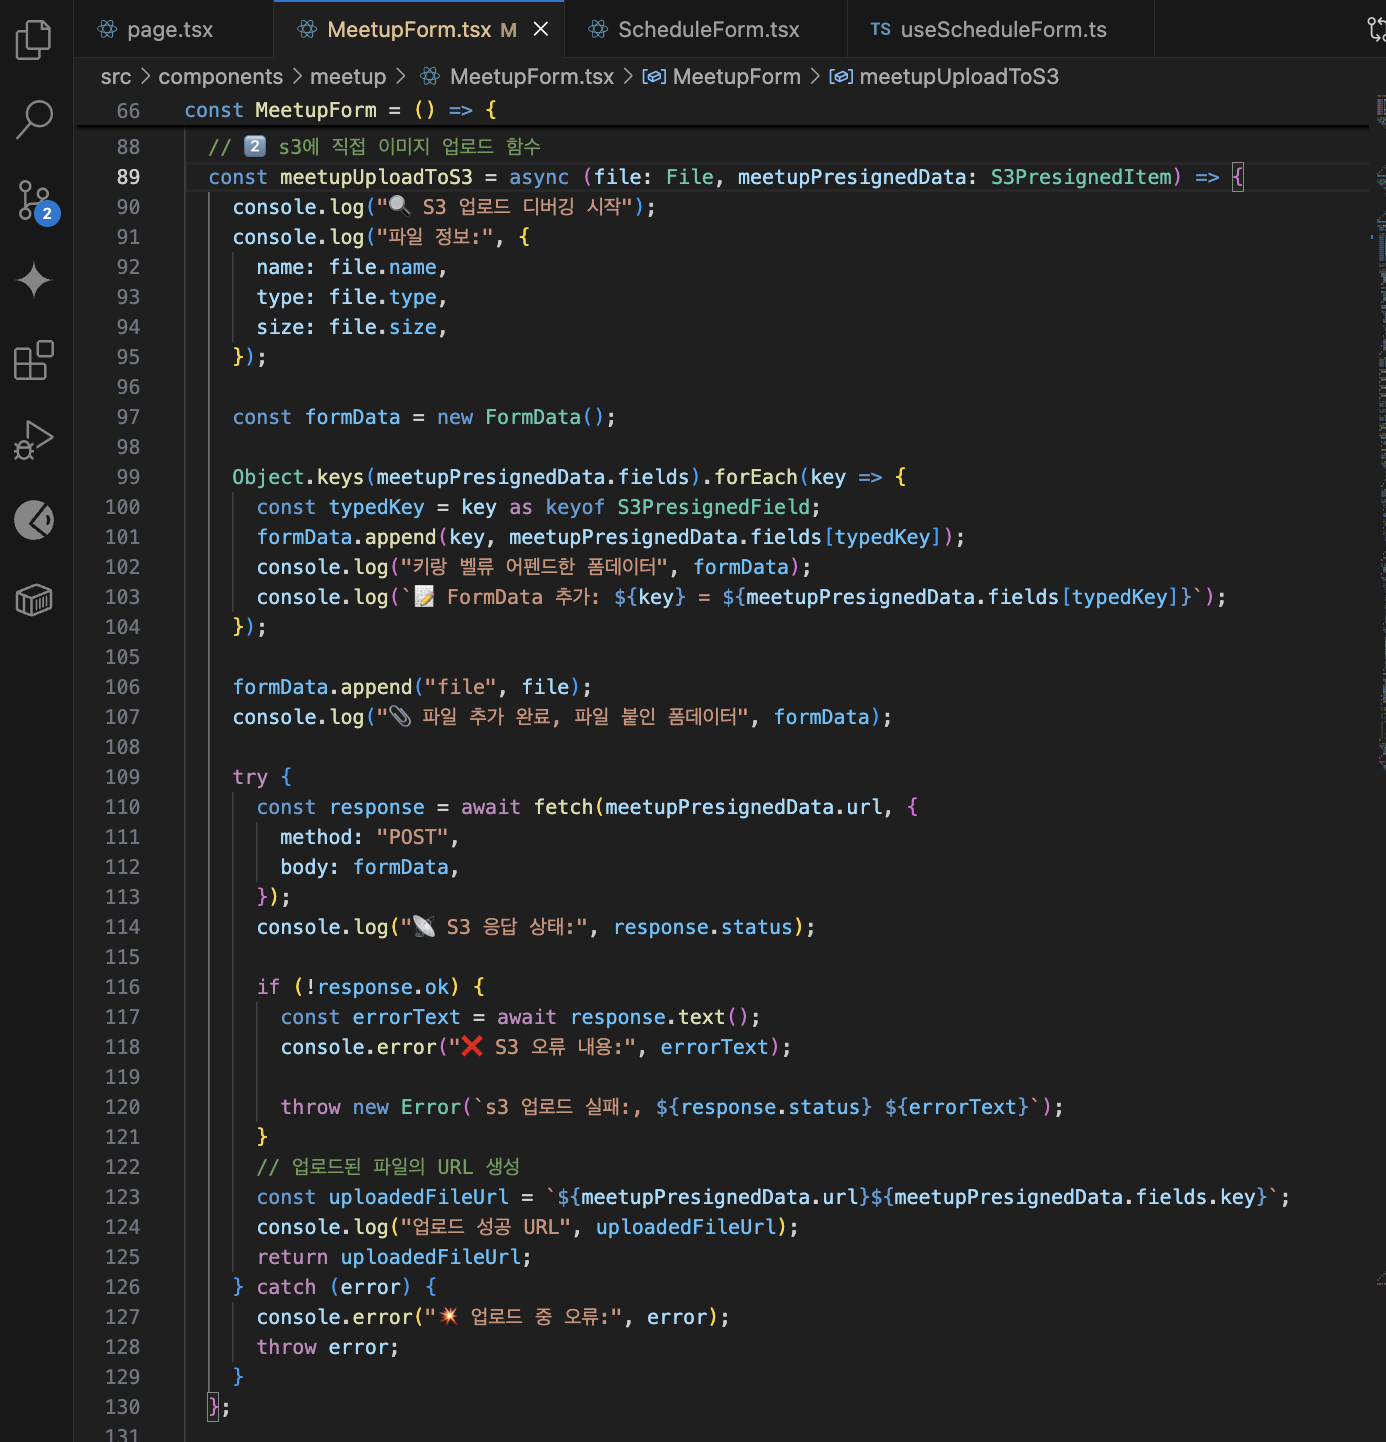 page.tsx
MeetupForm.tsx M
ScheduleForm.tsx
TS useScheduleForm.ts
src > components > meetup > MeetupForm.tsx > MeetupForm > meetupUploadToS3
66 const MeetupForm = () => {
88 // 2️⃣ s3에 직접 이미지 업로드 함수
89 const meetupUploadToS3 = async (file: File, meetupPresignedData: S3PresignedItem) => {
90 console.log("🔍 S3 업로드 디버깅 시작");
91 console.log("파일 정보:", {
92 name: file.name,
93 type: file.type,
94 size: file.size,
95 });
96
97 const formData = new FormData();
98
99 Object.keys(meetupPresignedData.fields).forEach(key => {
100 const typedKey = key as keyof S3PresignedField;
101 formData.append(key, meetupPresignedData.fields[typedKey]);
102 console.log("키랑 벨류 어펜드한 폼데이터", formData);
103 console.log(`📝 FormData 추가: ${key} = ${meetupPresignedData.fields[typedKey]}`);
104 });
105
106 formData.append("file", file);
107 console.log("📎 파일 추가 완료, 파일 붙인 폼데이터", formData);
108
109 try {
110 const response = await fetch(meetupPresignedData.url, {
111 method: "POST",
112 body: formData,
113 });
114 console.log("📡 S3 응답 상태:", response.status);
115
116 if (!response.ok) {
117 const errorText = await response.text();
118 console.error("❌ S3 오류 내용:", errorText);
119
120 throw new Error(`s3 업로드 실패:, ${response.status} ${errorText}`);
121 }
122 // 업로드된 파일의 URL 생성
123 const uploadedFileUrl = `${meetupPresignedData.url}${meetupPresignedData.fields.key}`;
124 console.log("업로드 성공 URL", uploadedFileUrl);
125 return uploadedFileUrl;
126 } catch (error) {
127 console.error("💥 업로드 중 오류:", error);
128 throw error;
129 }
130 };
131
2